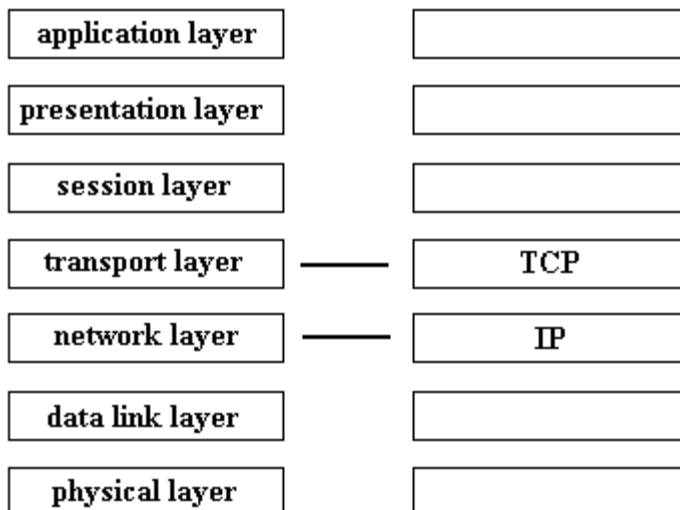 application layer
presentation layer
session layer
transport layer TCP
network layer IP
data link layer
physical layer